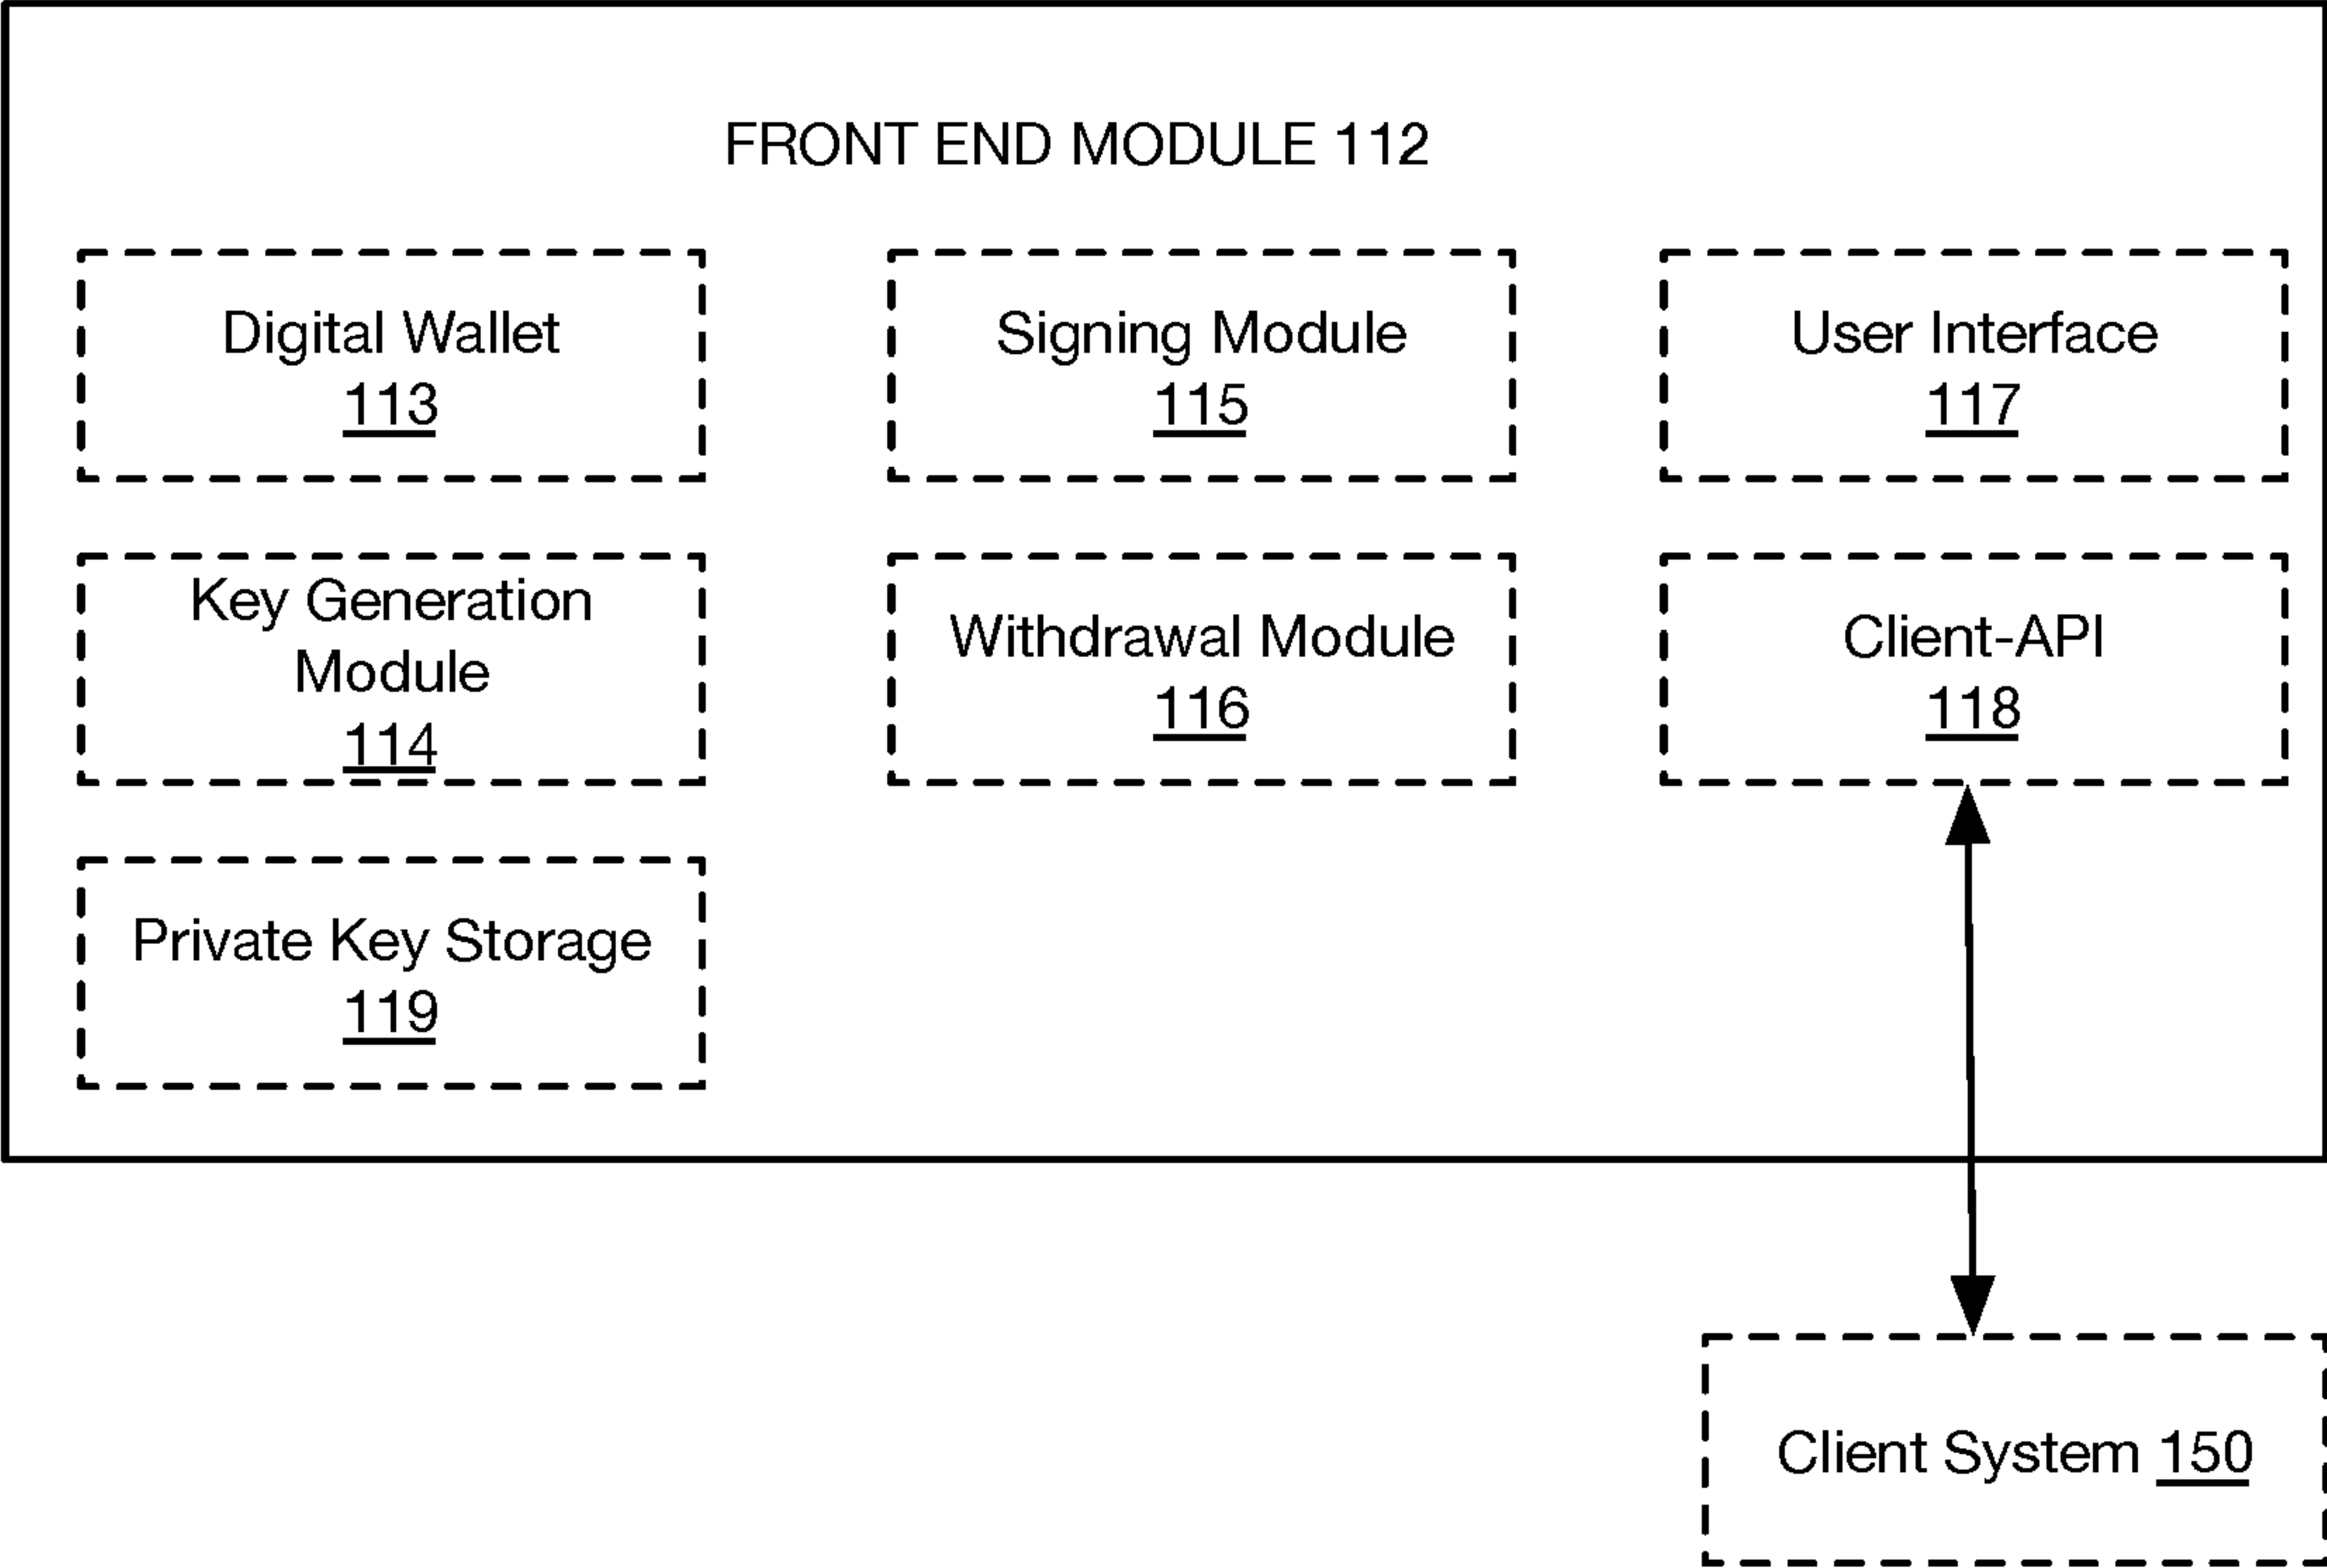 FRONT END MODULE 112
Digital Wallet
113
Signing Module
115
User Interface
117
Key Generation
Module
114
Withdrawal Module
116
Client-API
118
Private Key Storage
119
Client System 150